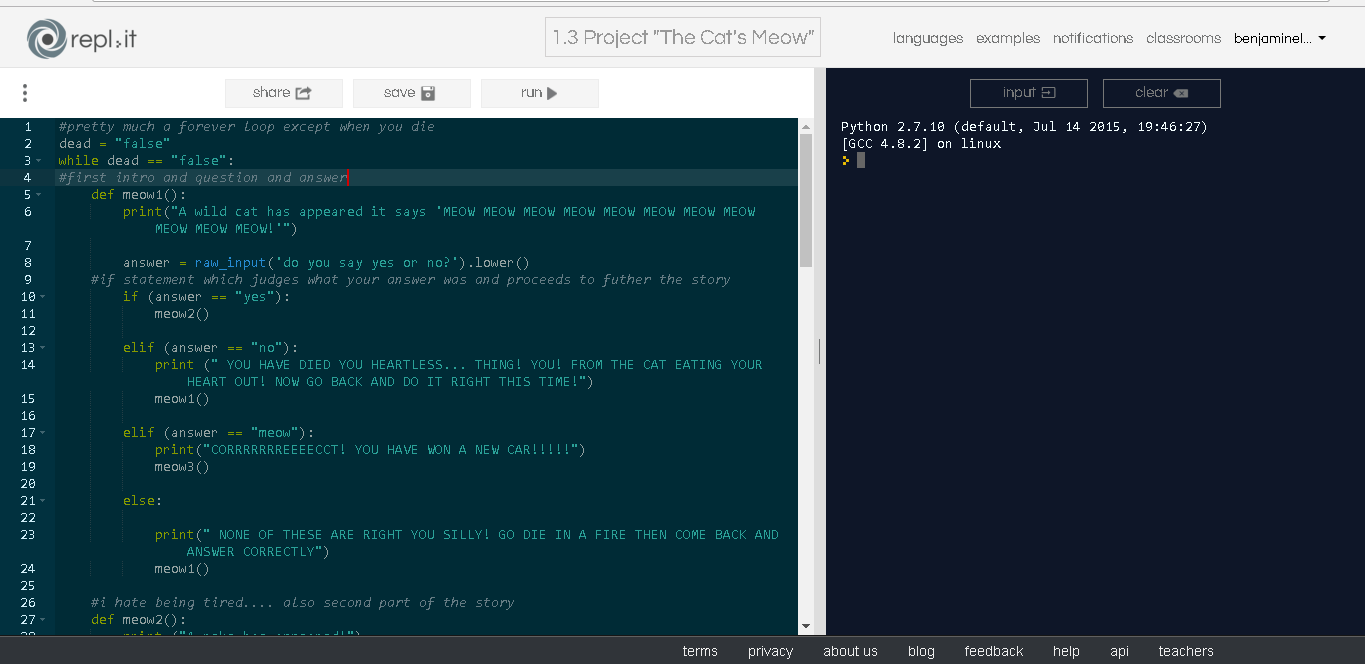 repl.it
1.3 Project "The Cat's Meow"
languages examples notifications classrooms benjaminel...
share save run
input clear
1 #pretty much a forever loop except when you die
2 dead = "false"
3 while dead == "false":
4 #first intro and question and answer
5 def meow1():
6 print("A wild cat has appeared it says 'MEOW MEOW MEOW MEOW MEOW MEOW MEOW MEOW
MEOW MEOW MEOW!'")
7
8 answer = raw_input('do you say yes or no?').lower()
9 #if statement which judges what your answer was and proceeds to futher the story
10 if (answer == "yes"):
11 meow2()
12
13 elif (answer == "no"):
14 print (" YOU HAVE DIED YOU HEARTLESS... THING! YOU! FROM THE CAT EATING YOUR
HEART OUT! NOW GO BACK AND DO IT RIGHT THIS TIME!")
15 meow1()
16
17 elif (answer == "meow"):
18 print("CORRRRRRREEEECCT! YOU HAVE WON A NEW CAR!!!!!")
19 meow3()
20
21 else:
22
23 print(" NONE OF THESE ARE RIGHT YOU SILLY! GO DIE IN A FIRE THEN COME BACK AND
ANSWER CORRECTLY")
24 meow1()
25
26 #i hate being tired.... also second part of the story
27 def meow2():
Python 2.7.10 (default, Jul 14 2015, 19:46:27)
[GCC 4.8.2] on linux
terms privacy about us blog feedback help api teachers